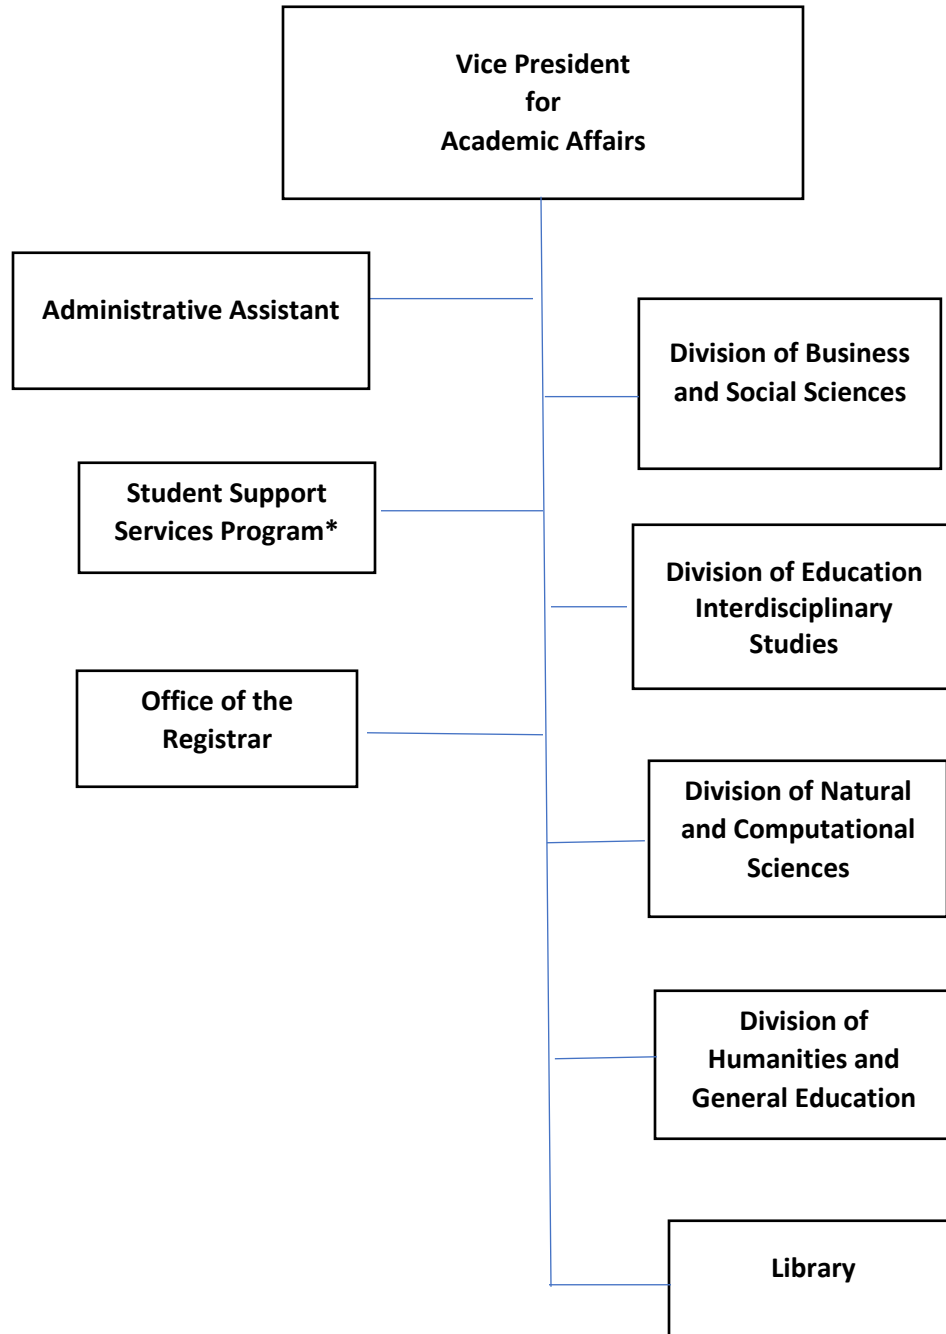 Vice President
for
Academic Affairs
Administrative Assistant
Division of Business
and Social Sciences
Student Support
Services Program*
Division of Education
Interdisciplinary
Studies
Office of the
Registrar
Division of Natural
and Computational
Sciences
Division of
Humanities and
General Education
Library